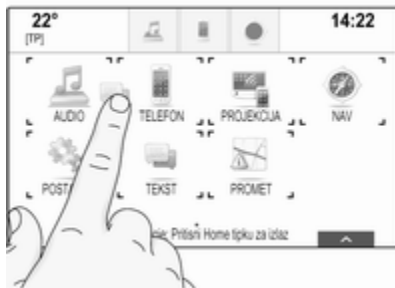 22° 14:22
[TP]
AUDIO TELEFON PROJEKCIJA NAV
TEKST PROMET
Pritisni Home tipku za izlaz